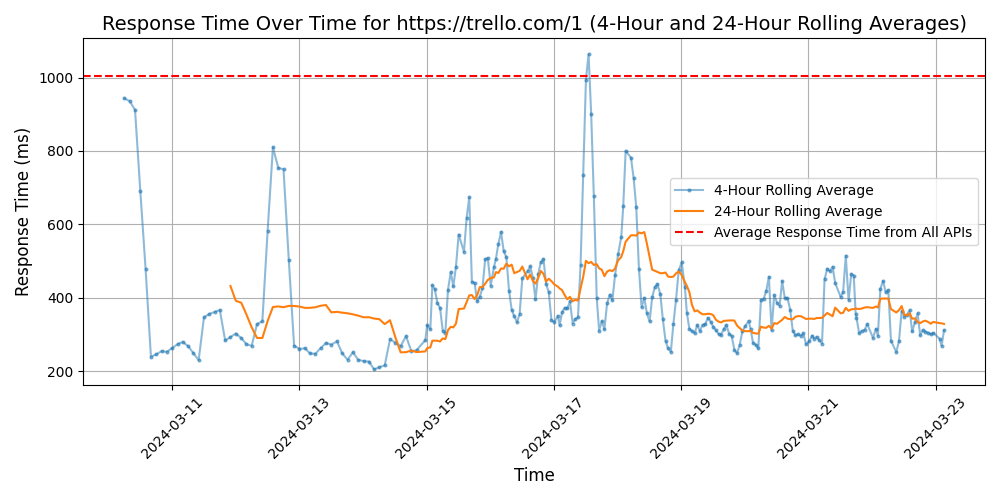 Response Time Over Time for https://trello.com/1 (4-Hour and 24-Hour Rolling Averages)
Response Time (ms)
1000
800
600
400
200
4-Hour Rolling Average
24-Hour Rolling Average
Average Response Time from All APIs
2024-03-11
2024-03-13
2024-03-15
2024-03-17
2024-03-19
2024-03-21
2024-03-23
Time